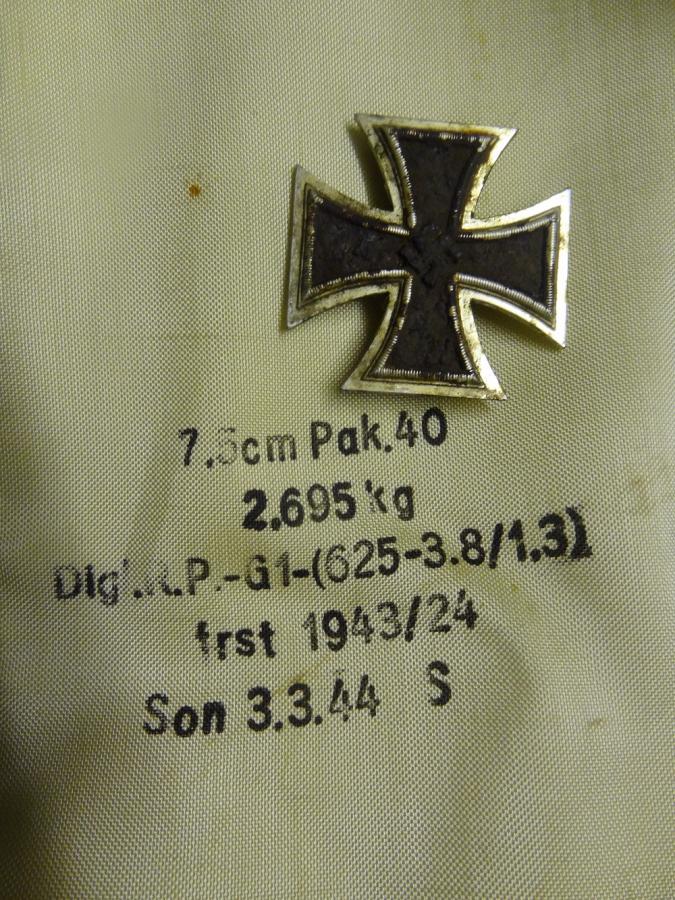 7.5cm Pak.40
2,695 kg
P.-G1-(625-3.8/1.3)
frst 1943/24
Son 3.3.44 S